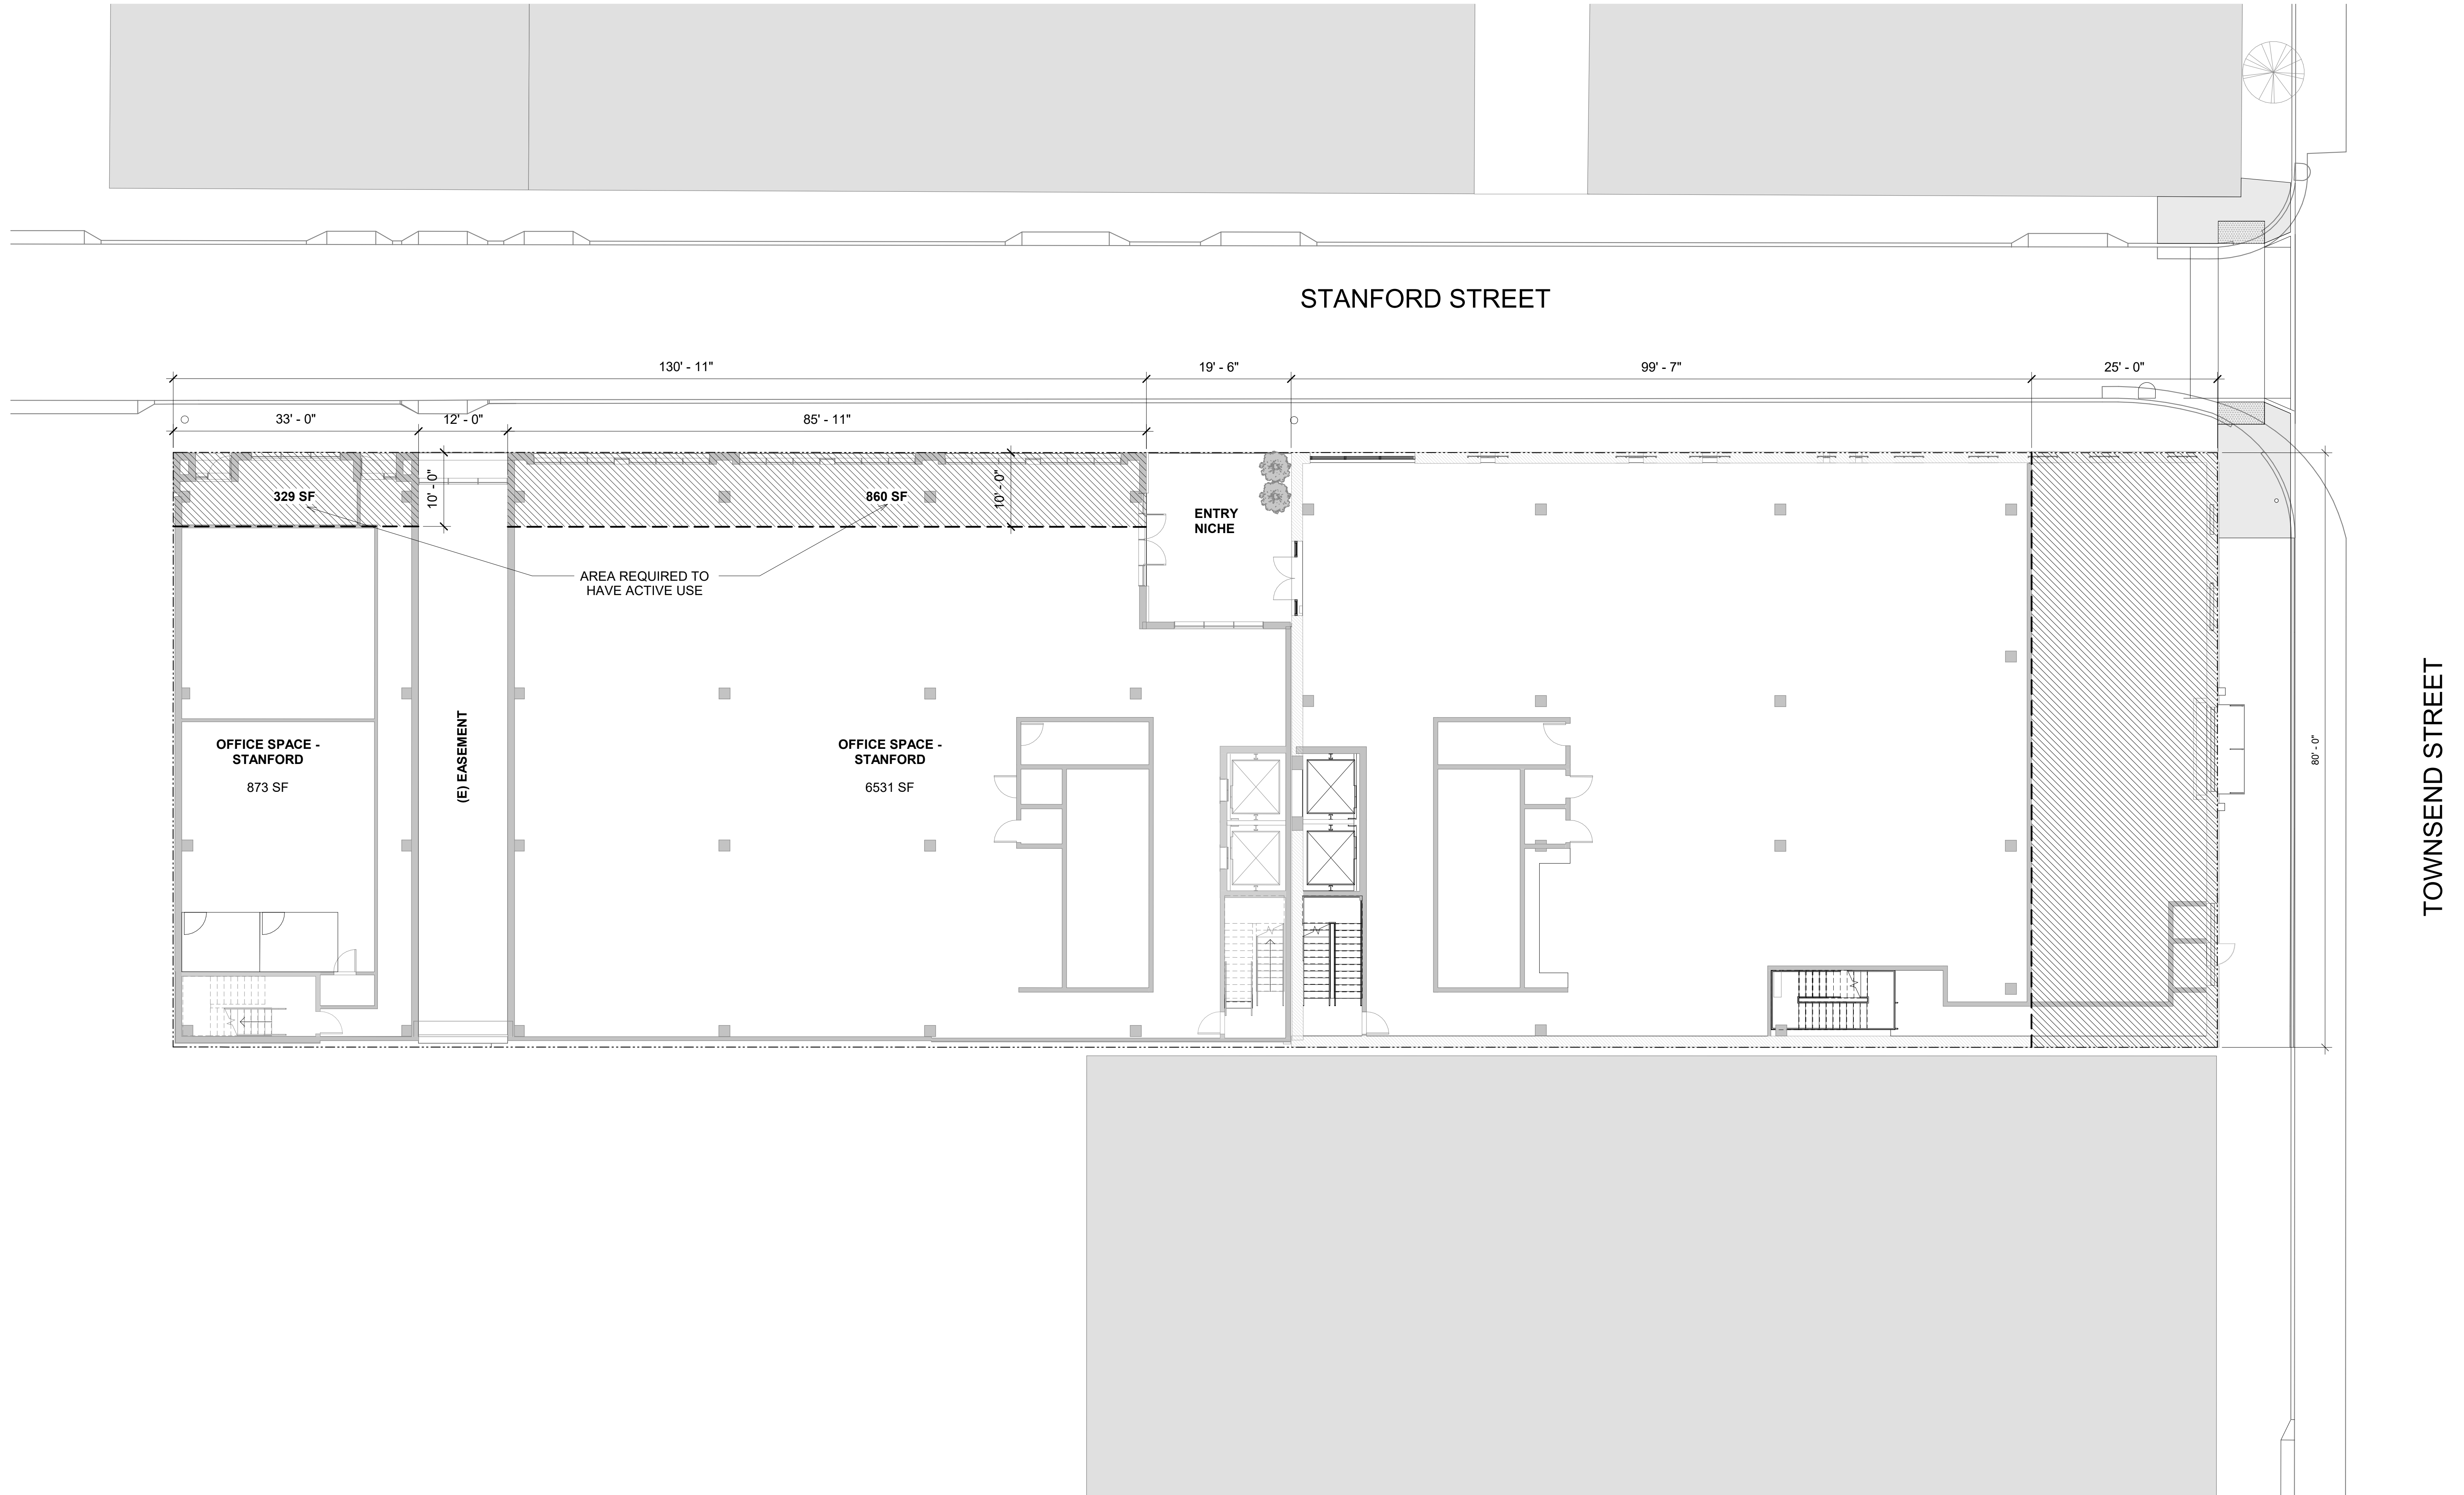 STANFORD STREET
130' - 11"
19' - 6"
99' - 7"
25' - 0"
33' - 0"
12' - 0"
85' - 11"
10' - 0"
10' - 0"
329 SF
860 SF
ENTRY
NICHE
AREA REQUIRED TO
HAVE ACTIVE USE
OFFICE SPACE -
STANFORD
873 SF
(E) EASEMENT
OFFICE SPACE -
STANFORD
6531 SF
80' - 0"
TOWNSEND STREET